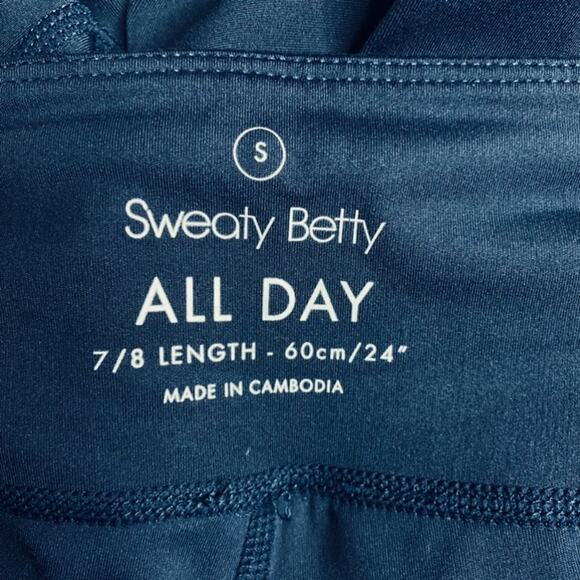 S
Sweaty Betty
ALL DAY
7/8 LENGTH - 60cm/24"
MADE IN CAMBODIA